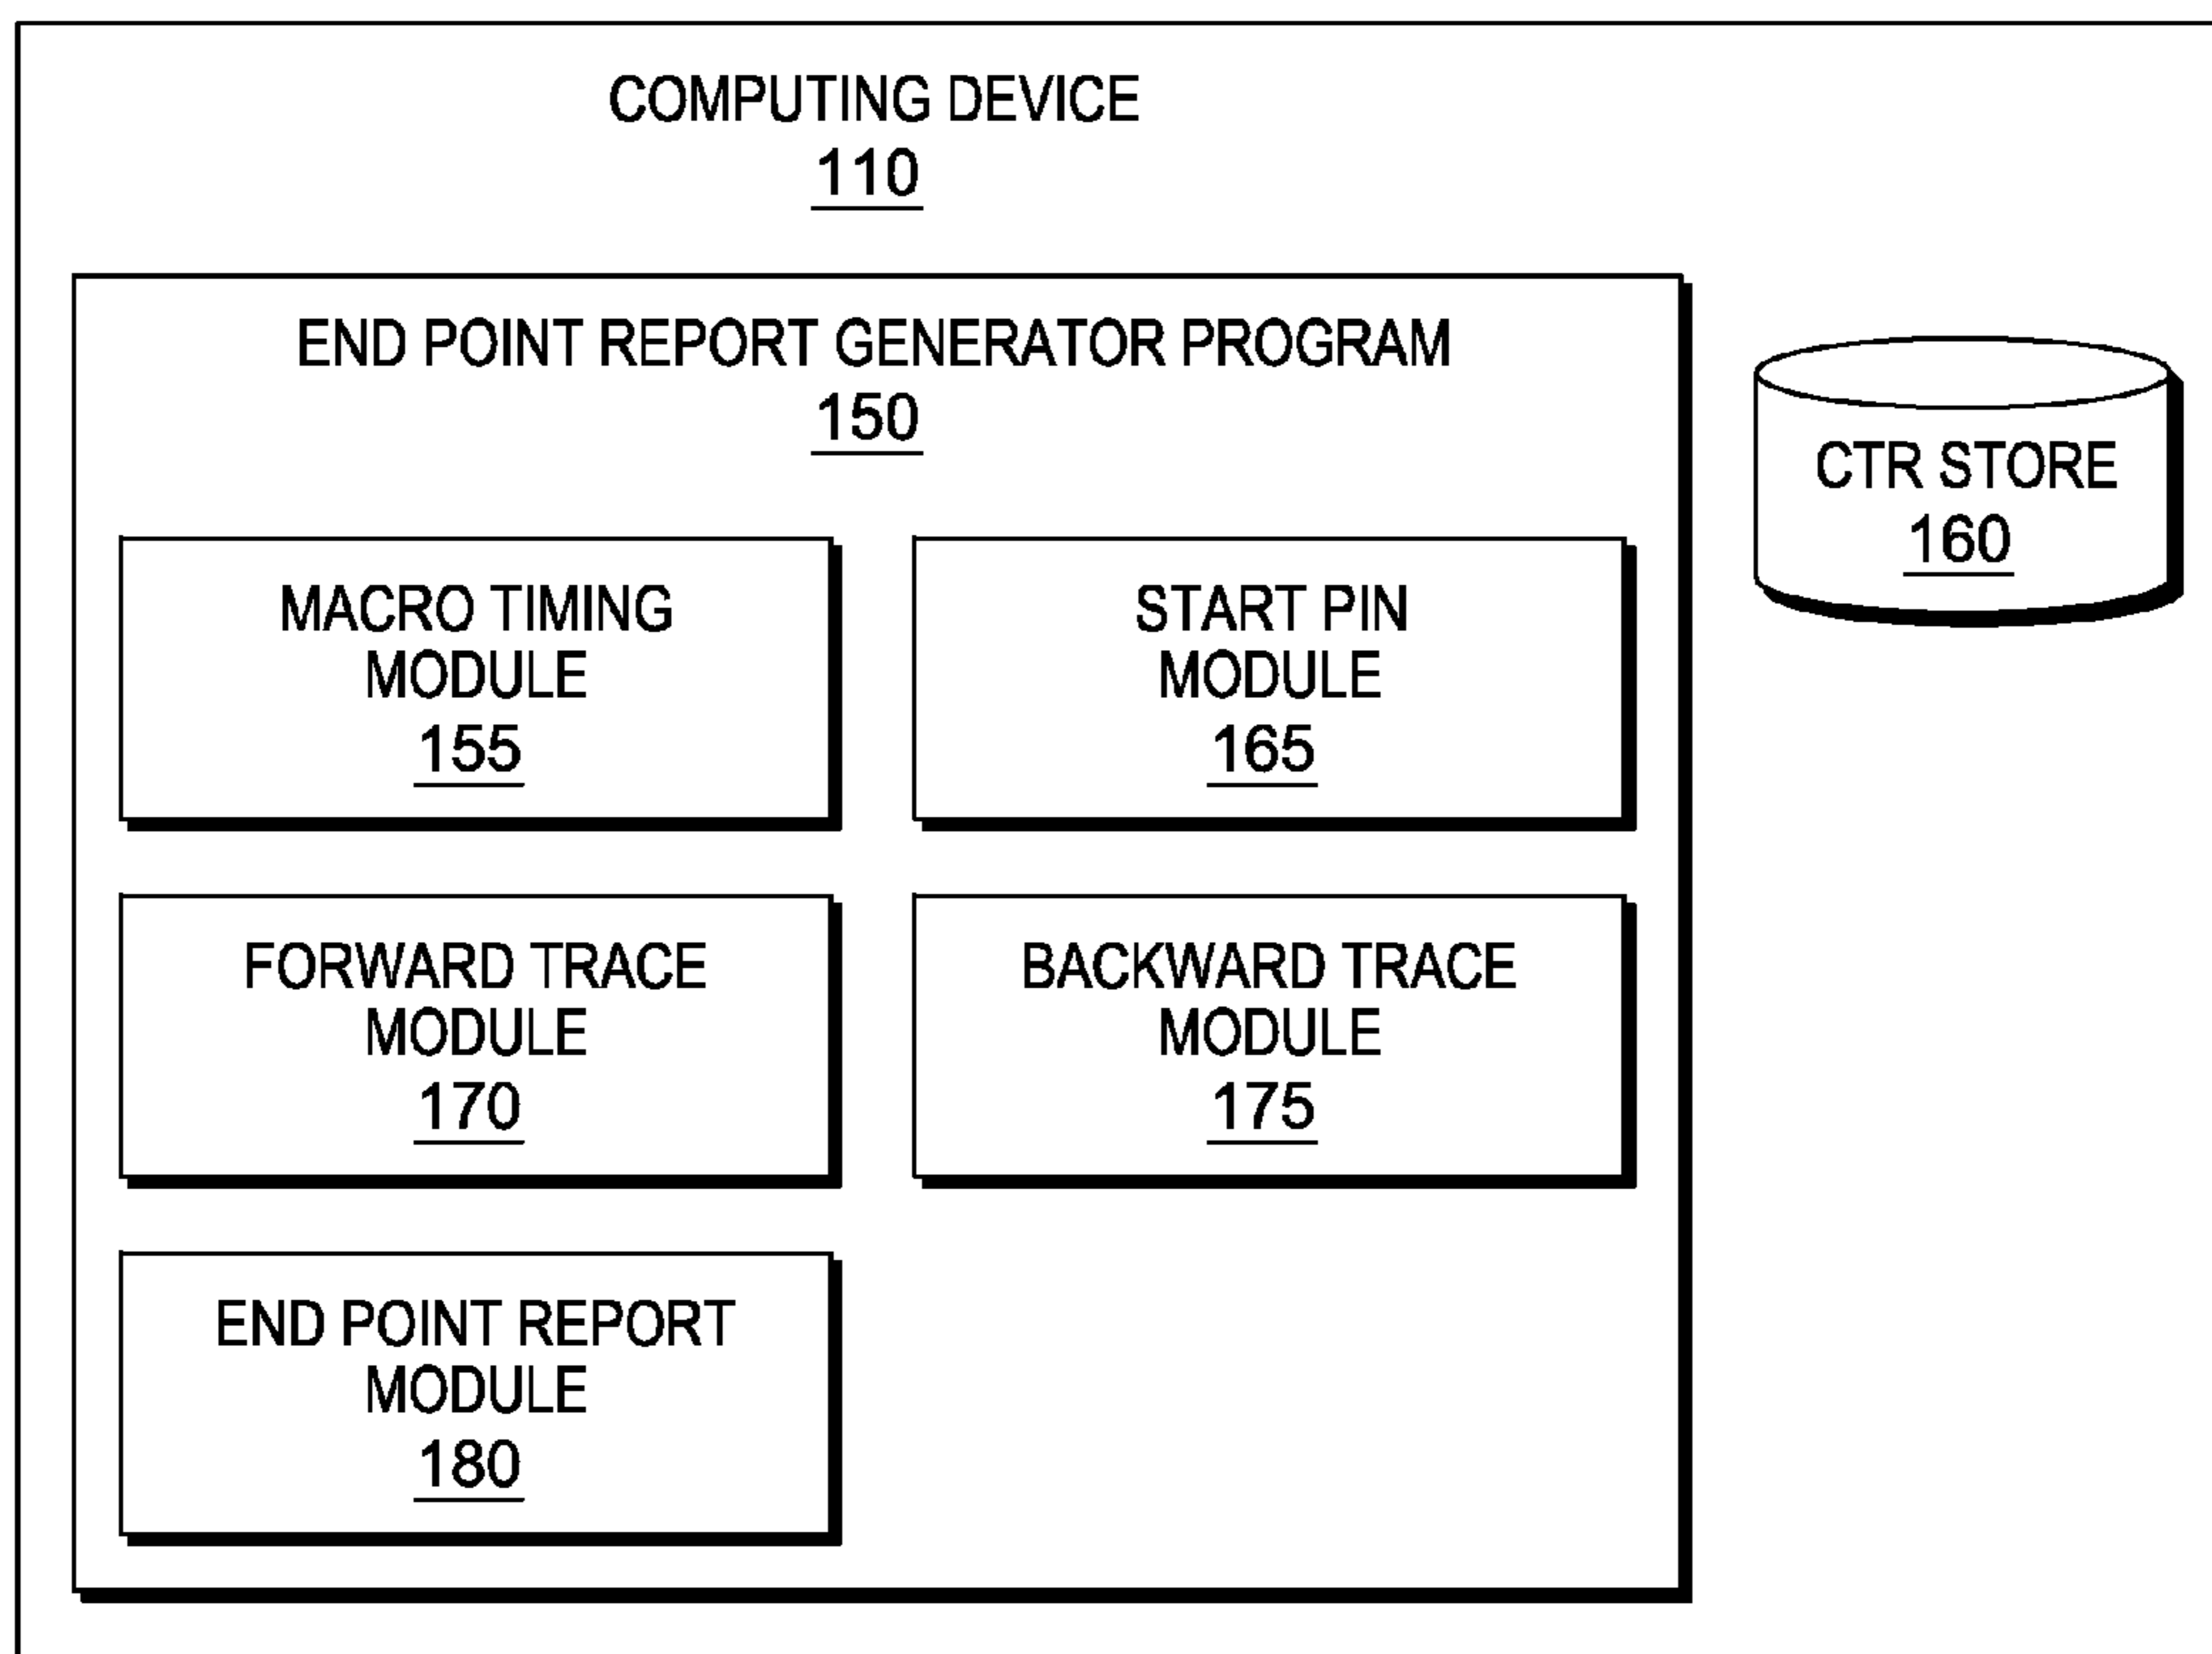 COMPUTING DEVICE
110
END POINT REPORT GENERATOR PROGRAM
150
CTR STORE
160
MACRO TIMING
MODULE
155
START PIN
MODULE
165
FORWARD TRACE
MODULE
170
BACKWARD TRACE
MODULE
175
END POINT REPORT
MODULE
180